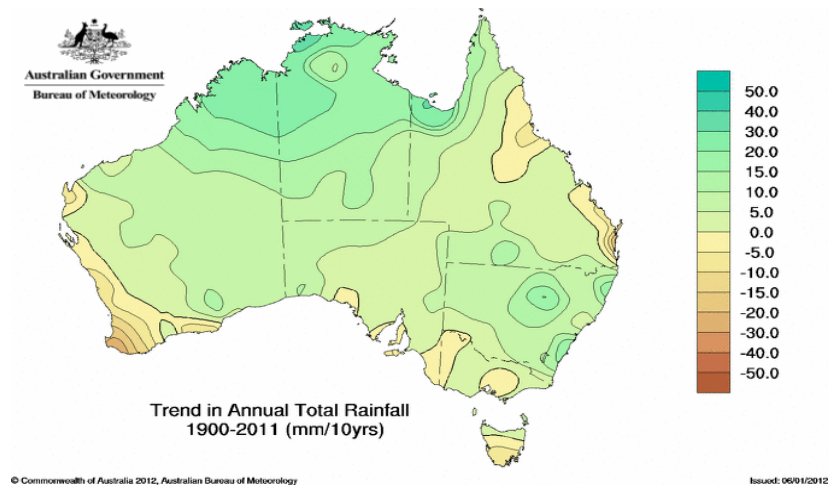 Australian Government
Bureau of Meteorology
50.0
40.0
30.0
20.0
15.0
10.0
5.0
0.0
-5.0
-10.0
-15.0
-20.0
-30.0
-40.0
-50.0
Trend in Annual Total Rainfall
1900-2011 (mm/10yrs)
© Commonwealth of Australia 2012, Australian Bureau of Meteorology
Issued: 06/01/2012